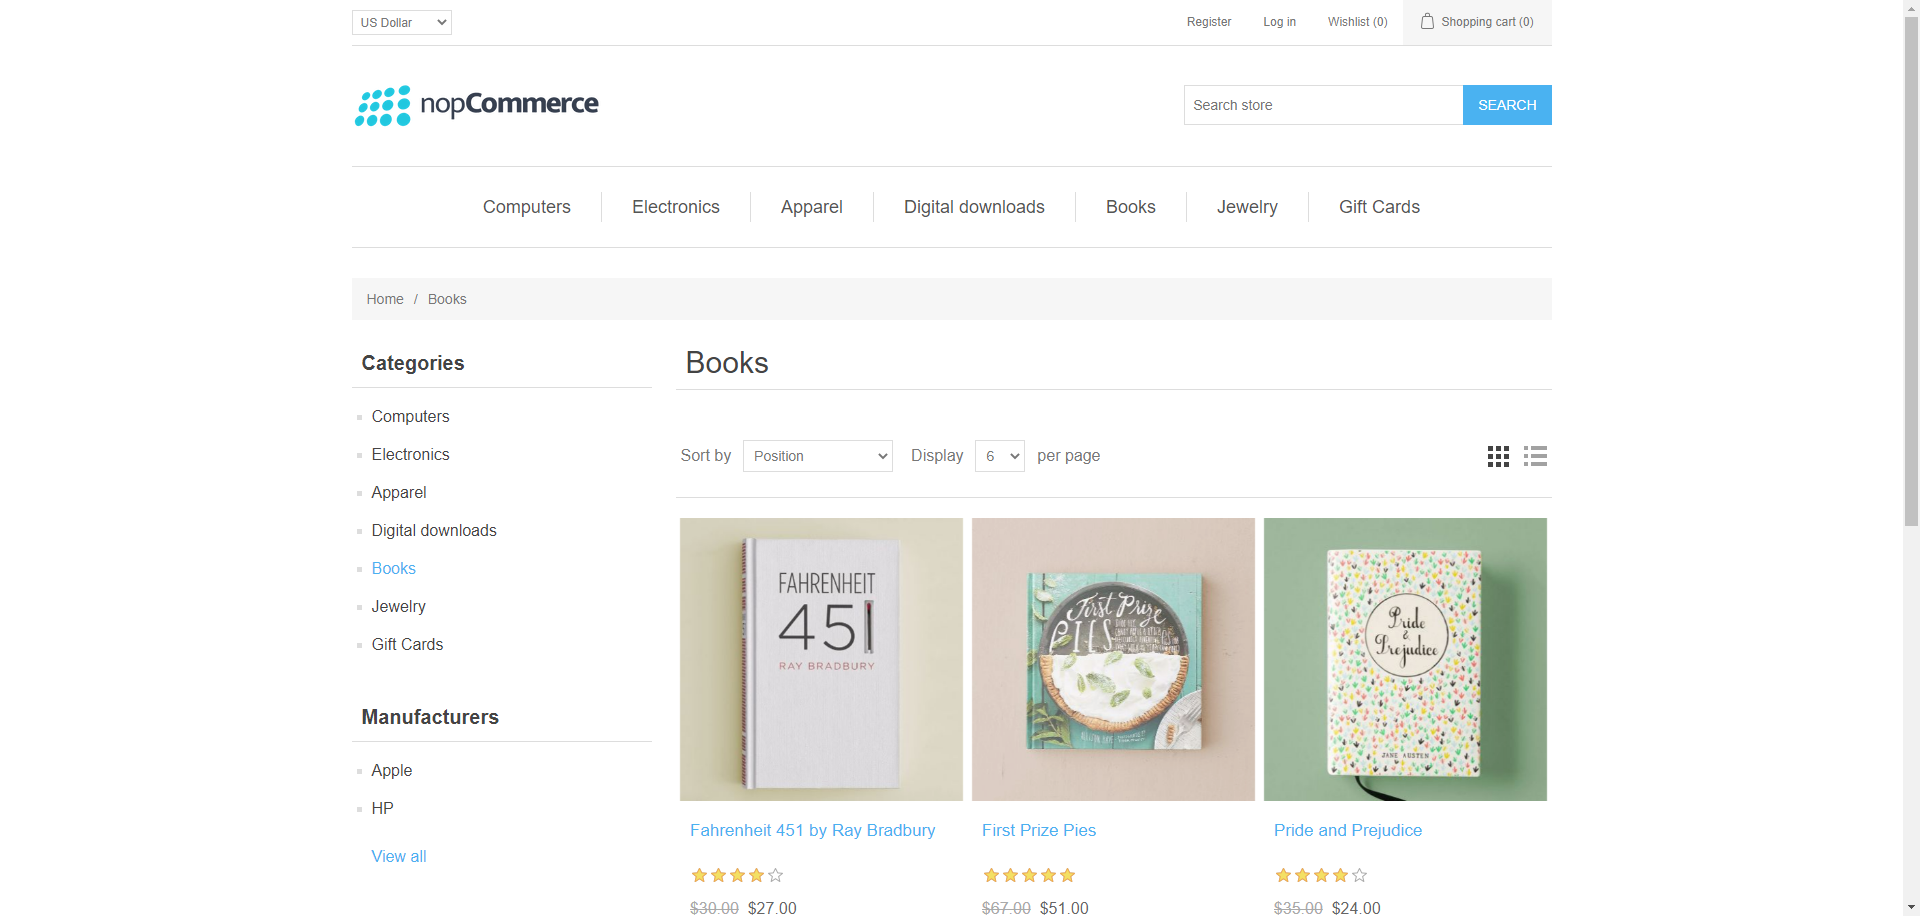 US Dollar
Register
Log in
Wishlist (0)
Shopping cart (0)
nopCommerce
Search store
SEARCH
Computers
Electronics
Apparel
Digital downloads
Books
Jewelry
Gift Cards
Home / Books
Categories
Computers
Electronics
Apparel
Digital downloads
Books
Jewelry
Gift Cards
Manufacturers
Apple
HP
View all
Books
Sort by Position Display 6 per page
FAHRENHEIT
451
RAY BRADBURY
First Prize
PIES
Pride
&
Prejudice
JANE AUSTEN
Fahrenheit 451 by Ray Bradbury
$30.00 $27.00
First Prize Pies
$67.00 $51.00
Pride and Prejudice
$35.00 $24.00